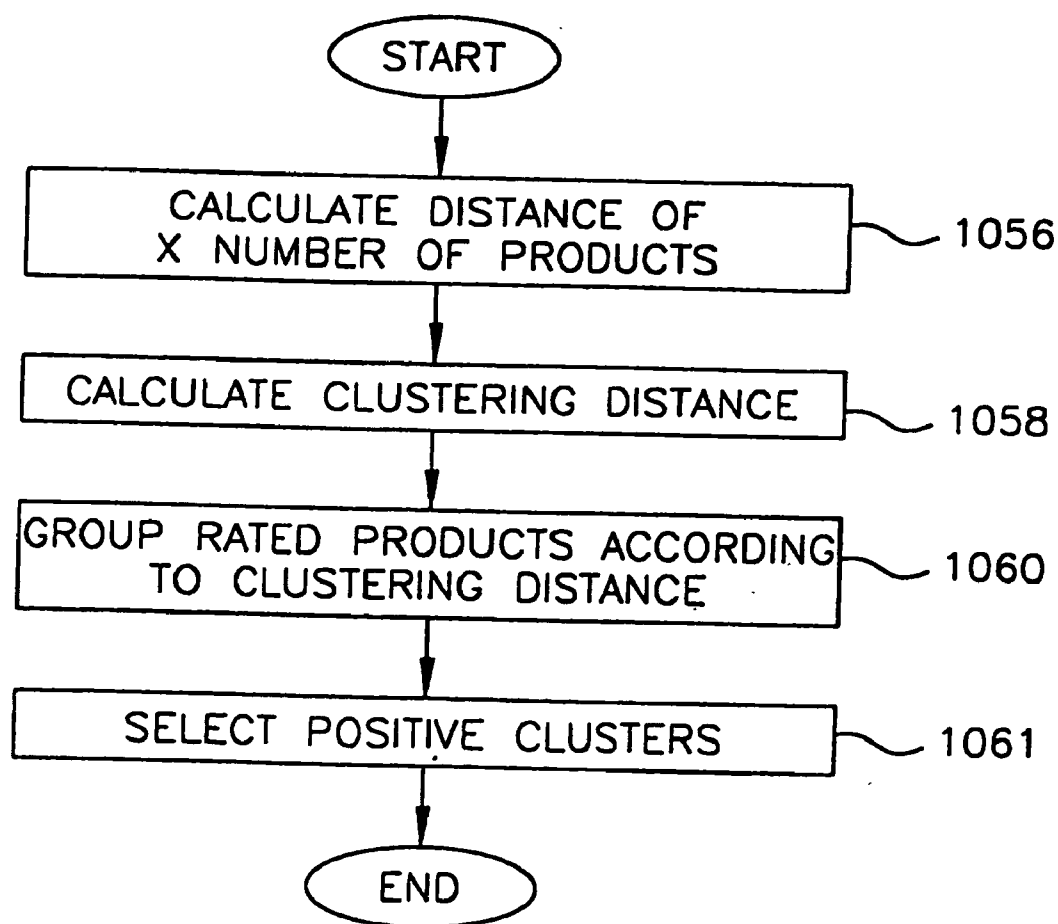 START
CALCULATE DISTANCE OF
X NUMBER OF PRODUCTS
1056
CALCULATE CLUSTERING DISTANCE
1058
GROUP RATED PRODUCTS ACCORDING
TO CLUSTERING DISTANCE
1060
SELECT POSITIVE CLUSTERS
1061
END